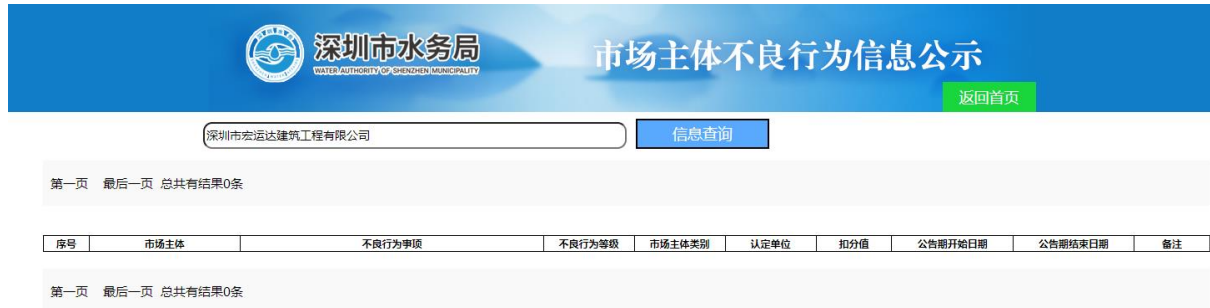 深圳市水务局
WATER AUTHORITY OF SHENZHEN MUNICIPALITY
市场主体不良行为信息公示
返回首页
深圳市宏运达建筑工程有限公司 信息查询
第一页 最后一页 总共有结果0条
序号 市场主体 不良行为事项 不良行为等级 市场主体类别 认定单位 扣分值 公告期开始日期 公告期结束日期 备注
第一页 最后一页 总共有结果0条